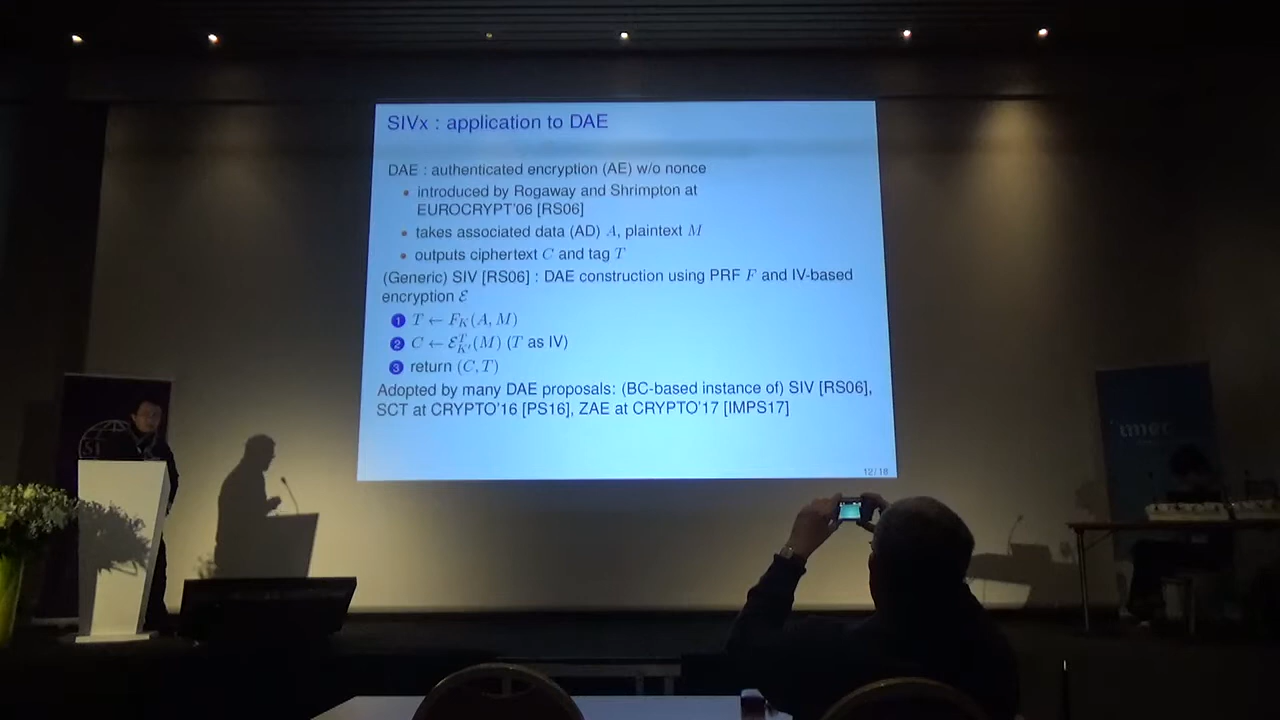 SIVx : application to DAE
DAE : authenticated encryption (AE) w/o nonce
• introduced by Rogaway and Shrimpton at
EUROCRYPT'06 [RS06]
• takes associated data (AD) A, plaintext M
• outputs ciphertext C and tag T
(Generic) SIV [RS06] : DAE construction using PRF F and IV-based
encryption ℰ
1 T ← F_K(A, M)
2 C ← ℰ^T_K'(M) (T as IV)
3 return (C, T)
Adopted by many DAE proposals: (BC-based instance of) SIV [RS06],
SCT at CRYPTO'16 [PS16], ZAE at CRYPTO'17 [IMPS17]
12/18
imec